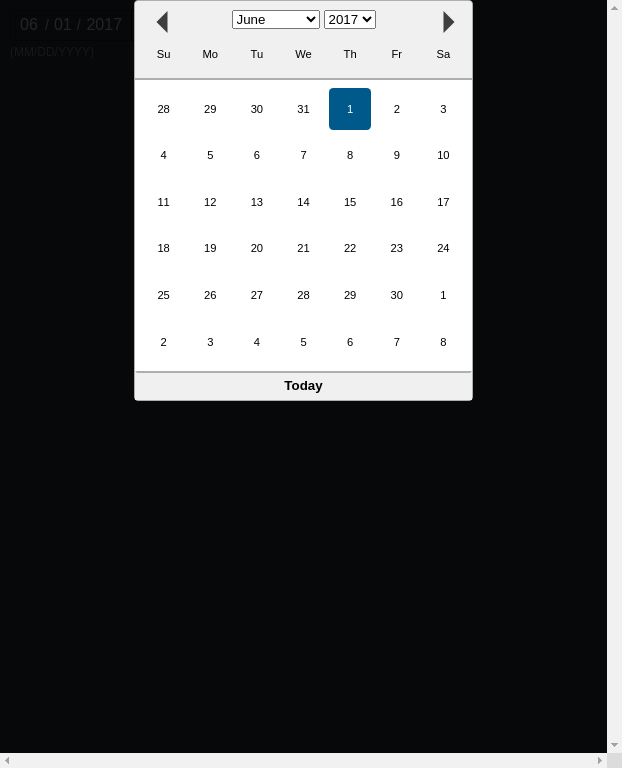 06 / 01 / 2017
(MM/DD/YYYY)
June 2017
Su Mo Tu We Th Fr Sa
28 29 30 31 1 2 3
4 5 6 7 8 9 10
11 12 13 14 15 16 17
18 19 20 21 22 23 24
25 26 27 28 29 30 1
2 3 4 5 6 7 8
Today